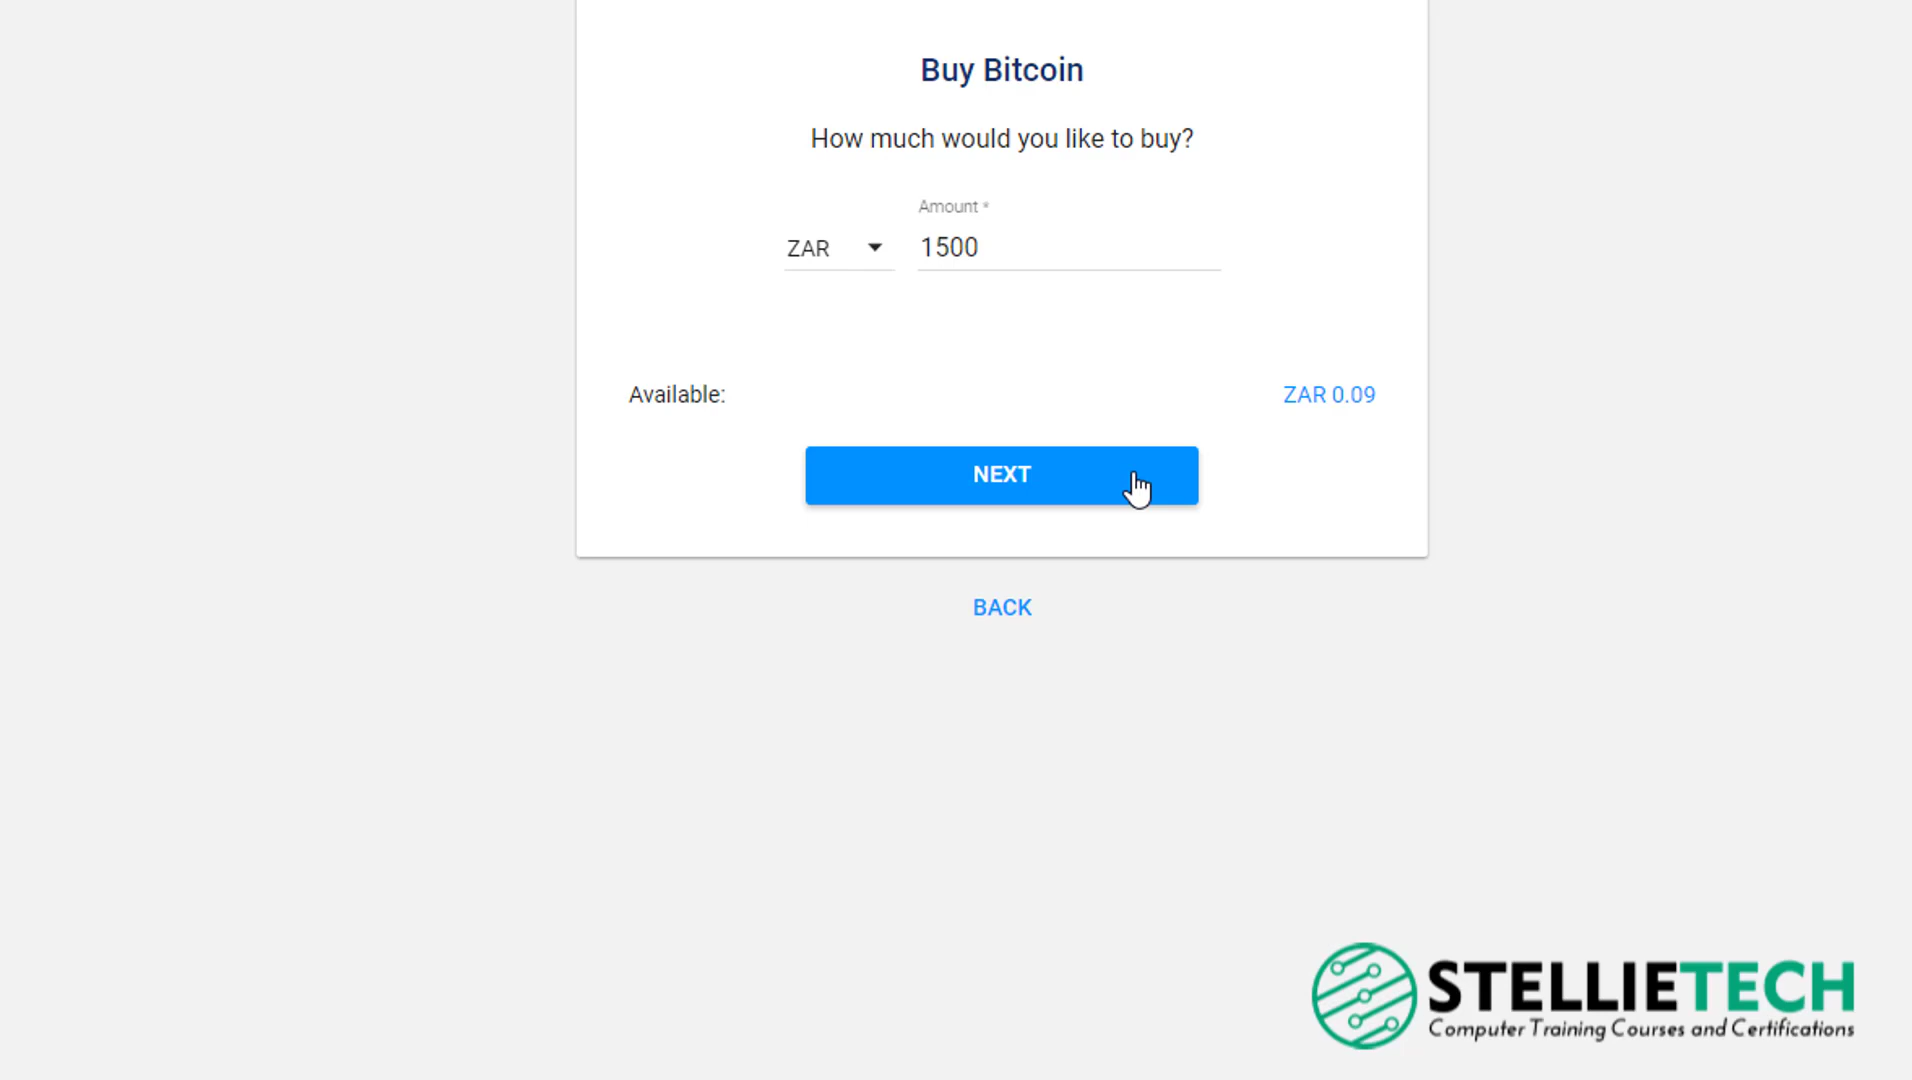 Buy Bitcoin
How much would you like to buy?
Amount *
ZAR 1500
Available: ZAR 0.09
NEXT
BACK
STELLIETECH
Computer Training Courses and Certifications